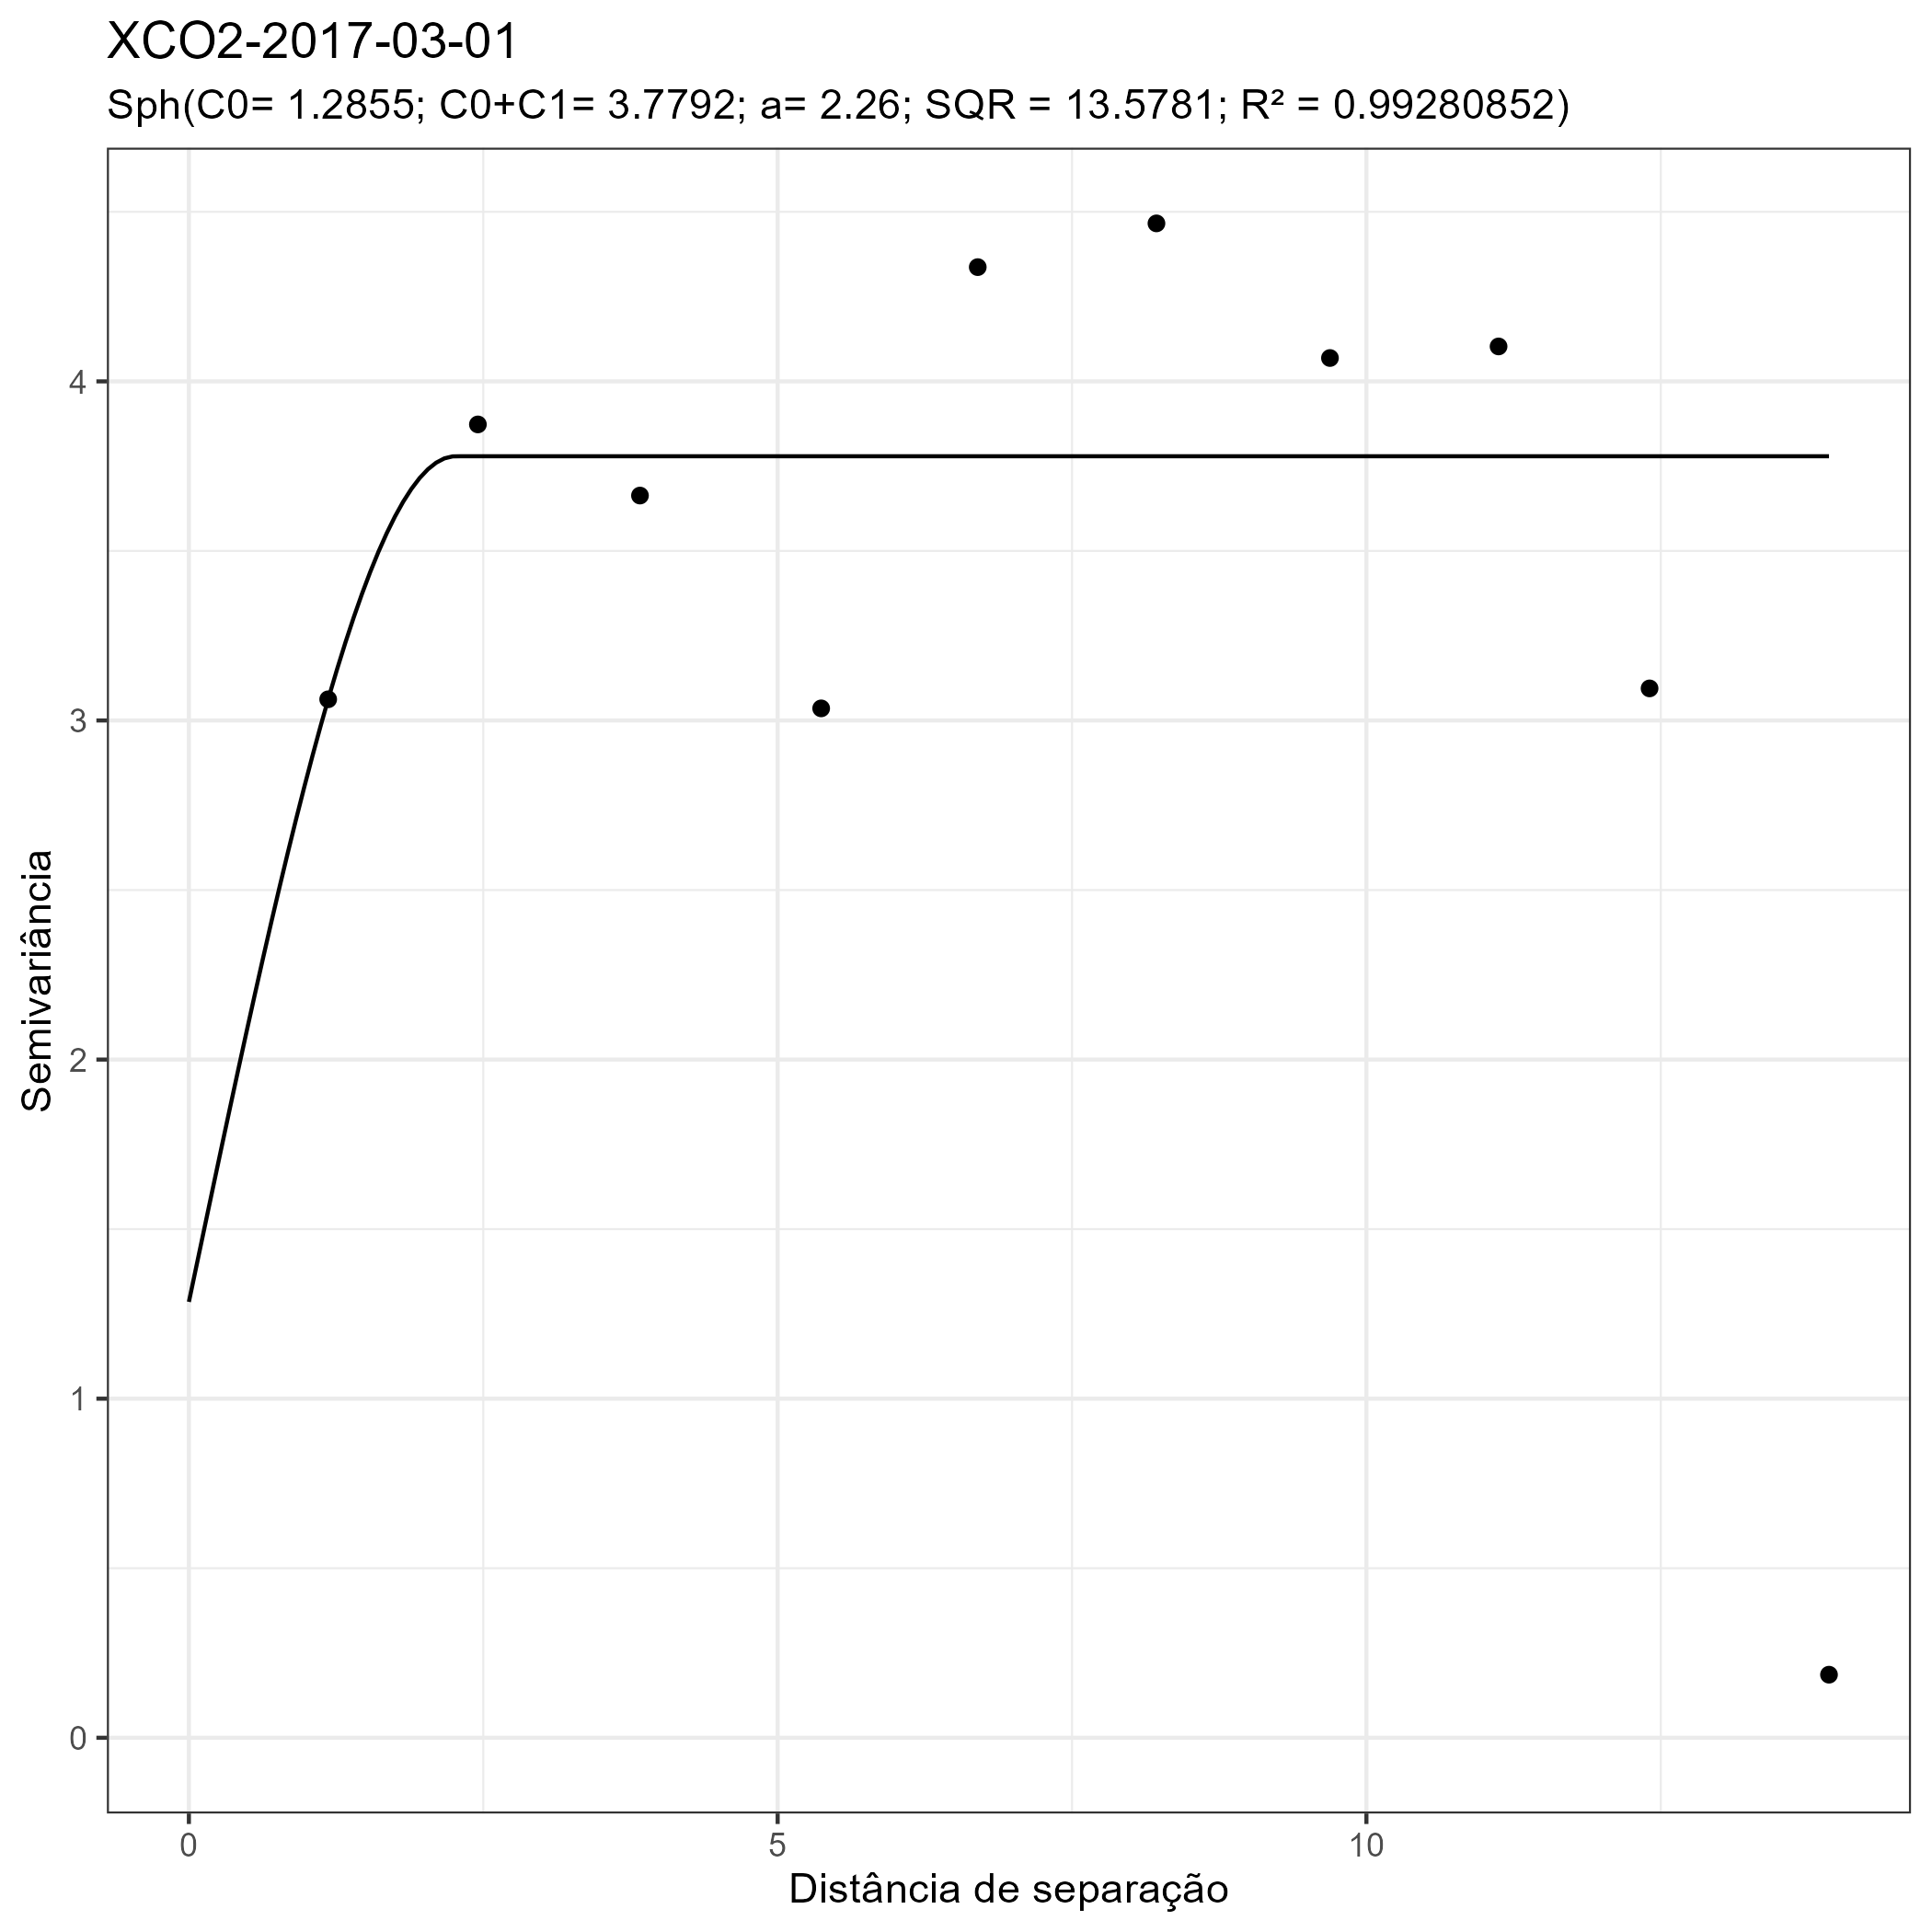 XCO2-2017-03-01
Sph(C0= 1.2855; C0+C1= 3.7792; a= 2.26; SQR = 13.5781; R² = 0.99280852)
Semivariância
4
3
2
1
0
0 5 10
Distância de separação